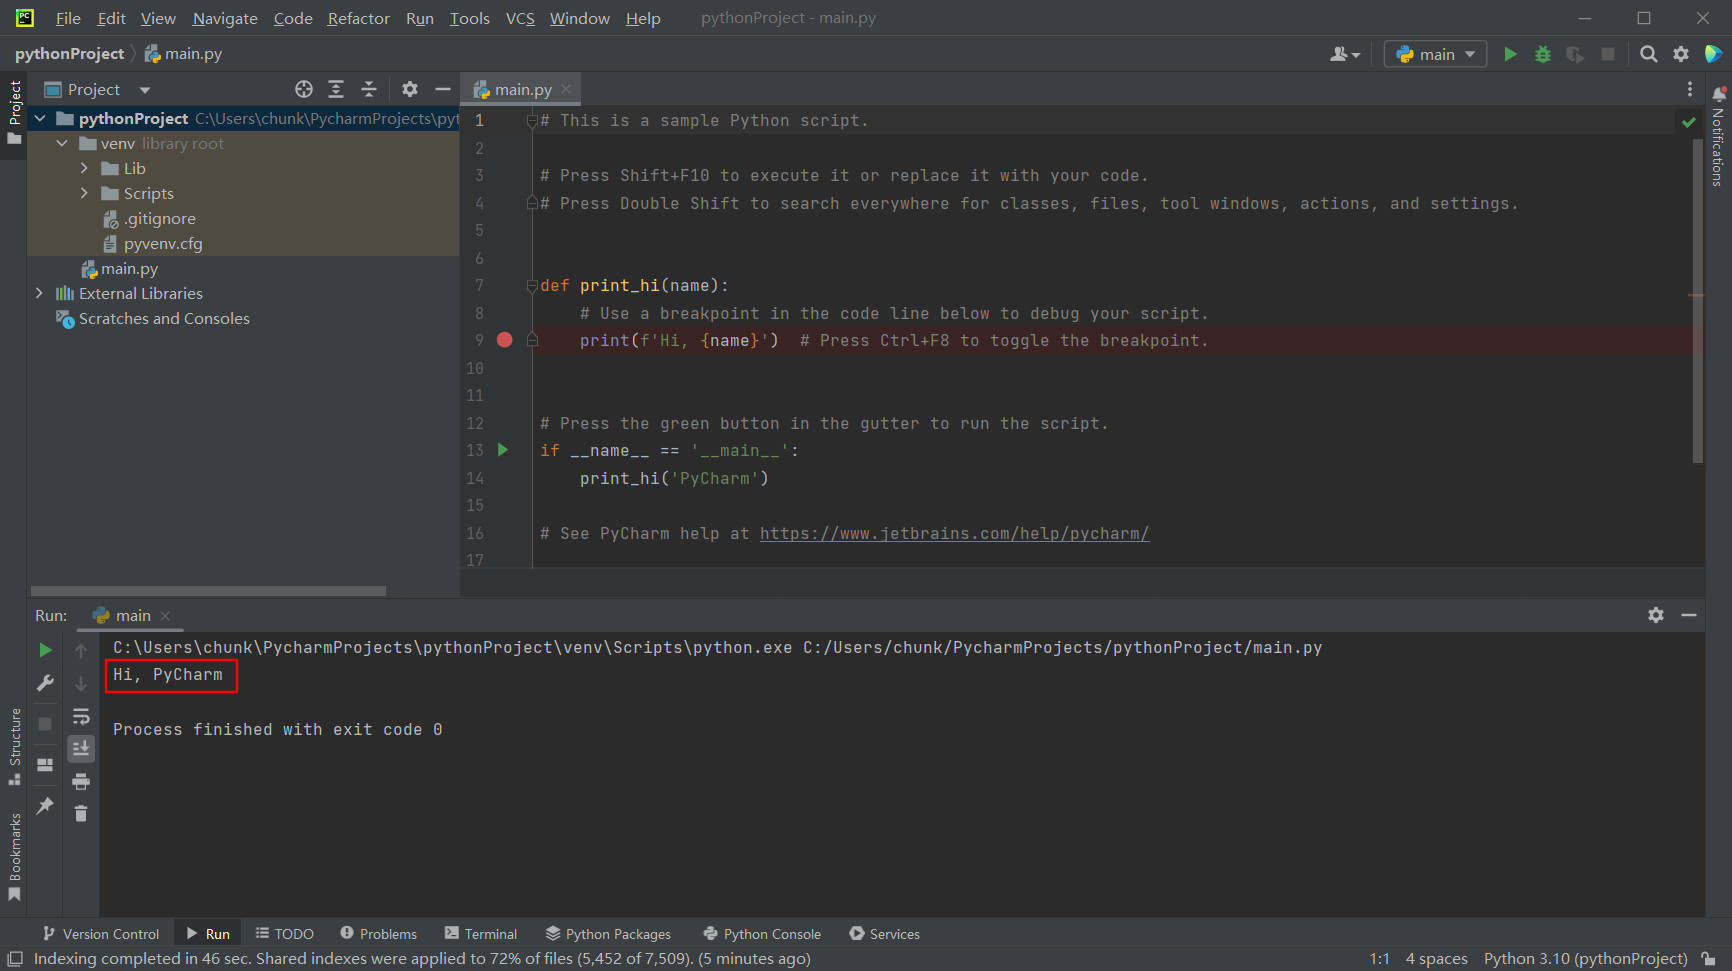 PC File Edit View Navigate Code Refactor Run Tools VCS Window Help pythonProject - main.py
pythonProject main.py main
Project Project main.py Notifications
pythonProject C:\Users\chunk\PycharmProjects\pyt
venv library root
Lib
Scripts
.gitignore
pyvenv.cfg
main.py
External Libraries
Scratches and Consoles
1 # This is a sample Python script.
2
3 # Press Shift+F10 to execute it or replace it with your code.
4 # Press Double Shift to search everywhere for classes, files, tool windows, actions, and settings.
5
6
7 def print_hi(name):
8 # Use a breakpoint in the code line below to debug your script.
9 print(f'Hi, {name}') # Press Ctrl+F8 to toggle the breakpoint.
10
11
12 # Press the green button in the gutter to run the script.
13 if __name__ == '__main__':
14 print_hi('PyCharm')
15
16 # See PyCharm help at https://www.jetbrains.com/help/pycharm/
17
Run: main
C:\Users\chunk\PycharmProjects\pythonProject\venv\Scripts\python.exe C:/Users/chunk/PycharmProjects/pythonProject/main.py
Hi, PyCharm
Process finished with exit code 0
Structure
Bookmarks
Version Control Run TODO Problems Terminal Python Packages Python Console Services
Indexing completed in 46 sec. Shared indexes were applied to 72% of files (5,452 of 7,509). (5 minutes ago) 1:1 4 spaces Python 3.10 (pythonProject)